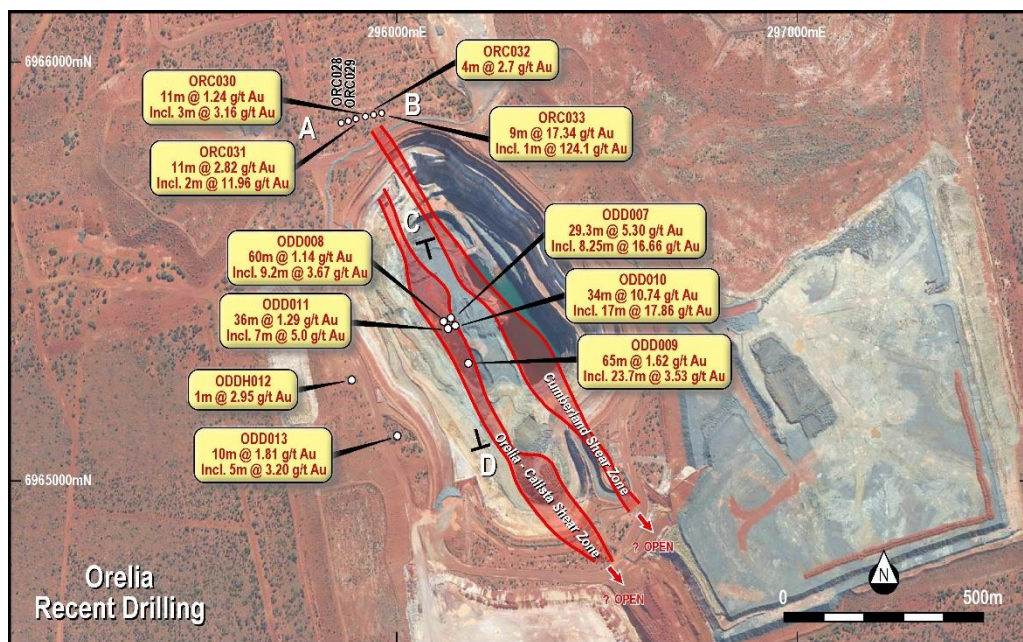 296000mE
297000mE
6966000mN
ORC032
4m @ 2.7 g/t Au
ORC028
ORC029
ORC030
11m @ 1.24 g/t Au
Incl. 3m @ 3.16 g/t Au
A
B
ORC033
9m @ 17.34 g/t Au
Incl. 1m @ 124.1 g/t Au
ORC031
11m @ 2.82 g/t Au
Incl. 2m @ 11.96 g/t Au
C
ODD007
29.3m @ 5.30 g/t Au
Incl. 8.25m @ 16.66 g/t Au
ODD008
60m @ 1.14 g/t Au
Incl. 9.2m @ 3.67 g/t Au
ODD010
34m @ 10.74 g/t Au
Incl. 17m @ 17.86 g/t Au
ODD011
36m @ 1.29 g/t Au
Incl. 7m @ 5.0 g/t Au
ODD009
65m @ 1.62 g/t Au
Incl. 23.7m @ 3.53 g/t Au
ODDH012
1m @ 2.95 g/t Au
ODD013
10m @ 1.81 g/t Au
Incl. 5m @ 3.20 g/t Au
Cumberland Shear Zone
D
Orelia - Calista Shear Zone
6965000mN
? OPEN
? OPEN
N
0
500m
Orelia
Recent Drilling